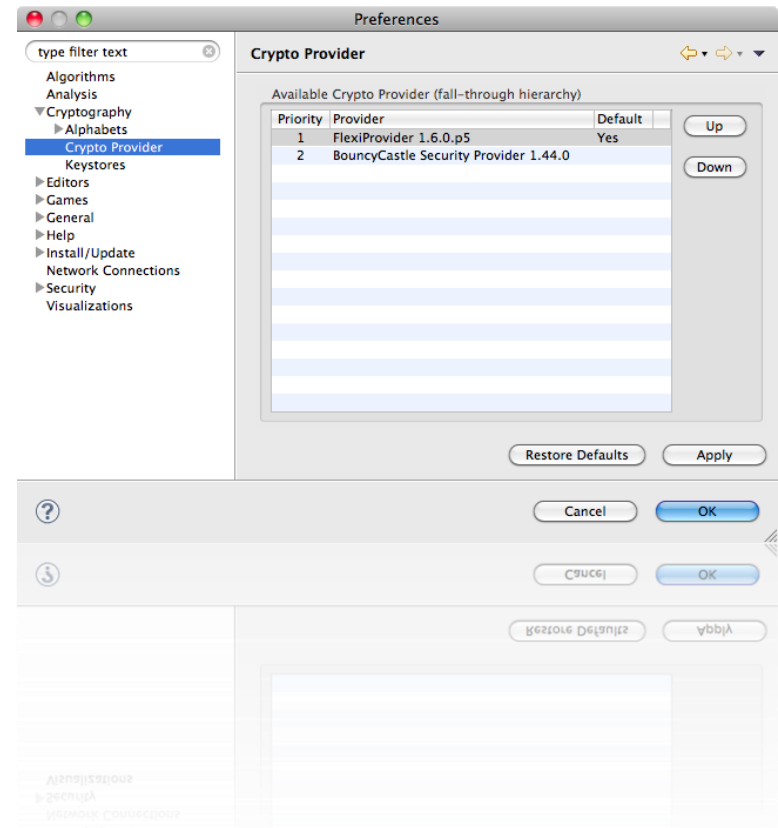 Preferences
type filter text
Algorithms
Analysis
Cryptography
Alphabets
Crypto Provider
Keystores
Editors
Games
General
Help
Install/Update
Network Connections
Security
Visualizations
Crypto Provider
Available Crypto Provider (fall-through hierarchy)
Priority Provider Default
1 FlexiProvider 1.6.0.p5 Yes
2 BouncyCastle Security Provider 1.44.0
Up
Down
Restore Defaults Apply
? Cancel OK
Cancel OK
Restore Defaults Apply
Visualizations
Security
Network Connections